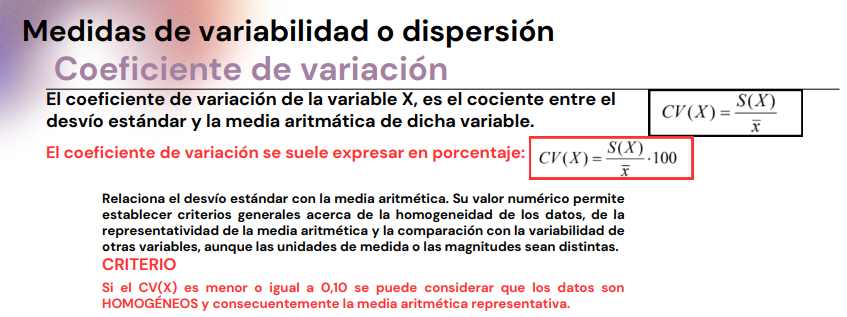 Medidas de variabilidad o dispersión
Coeficiente de variación
El coeficiente de variación de la variable X, es el cociente entre el
desvío estándar y la media aritmática de dicha variable.
CV(X) = S(X) / x̅
El coeficiente de variación se suele expresar en porcentaje:
CV(X) = S(X) / x̅ · 100
Relaciona el desvío estándar con la media aritmética. Su valor numérico permite
establecer criterios generales acerca de la homogeneidad de los datos, de la
representatividad de la media aritmética y la comparación con la variabilidad de
otras variables, aunque las unidades de medida o las magnitudes sean distintas.
CRITERIO
Si el CV(X) es menor o igual a 0,10 se puede considerar que los datos son
HOMOGÉNEOS y consecuentemente la media aritmética representativa.